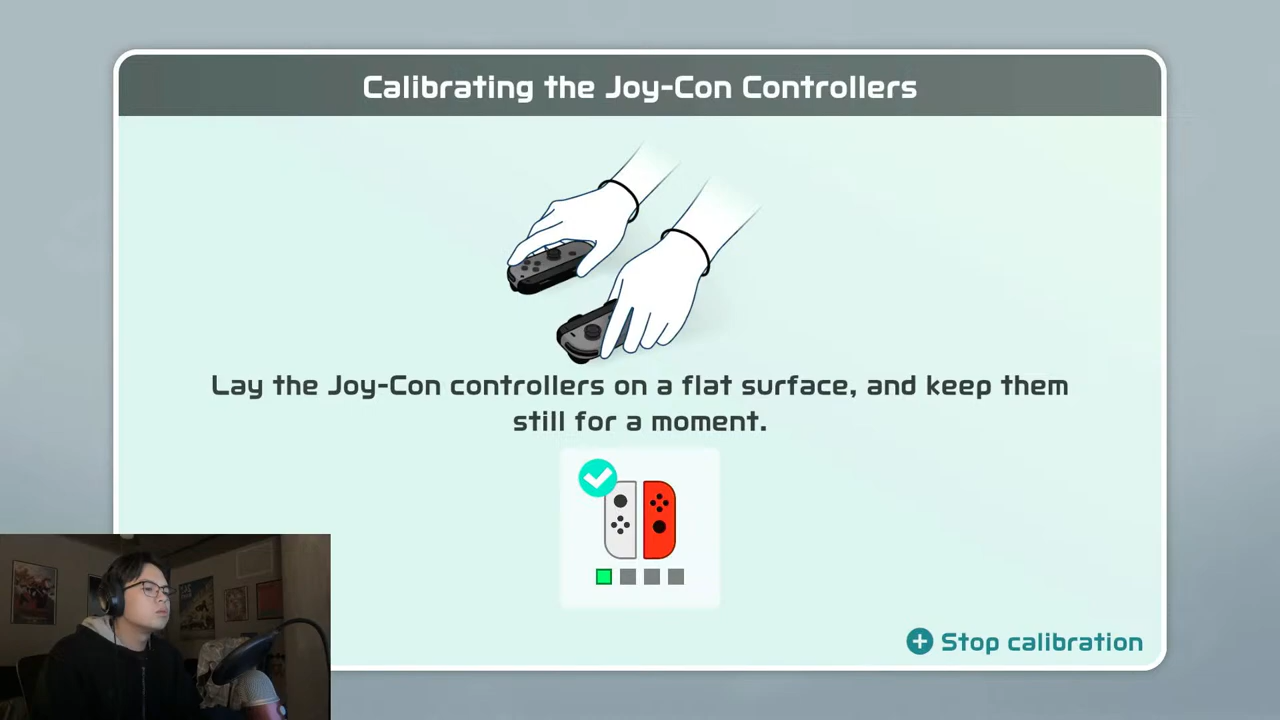 Calibrating the Joy-Con Controllers
Lay the Joy-Con controllers on a flat surface, and keep them
still for a moment.
Stop calibration